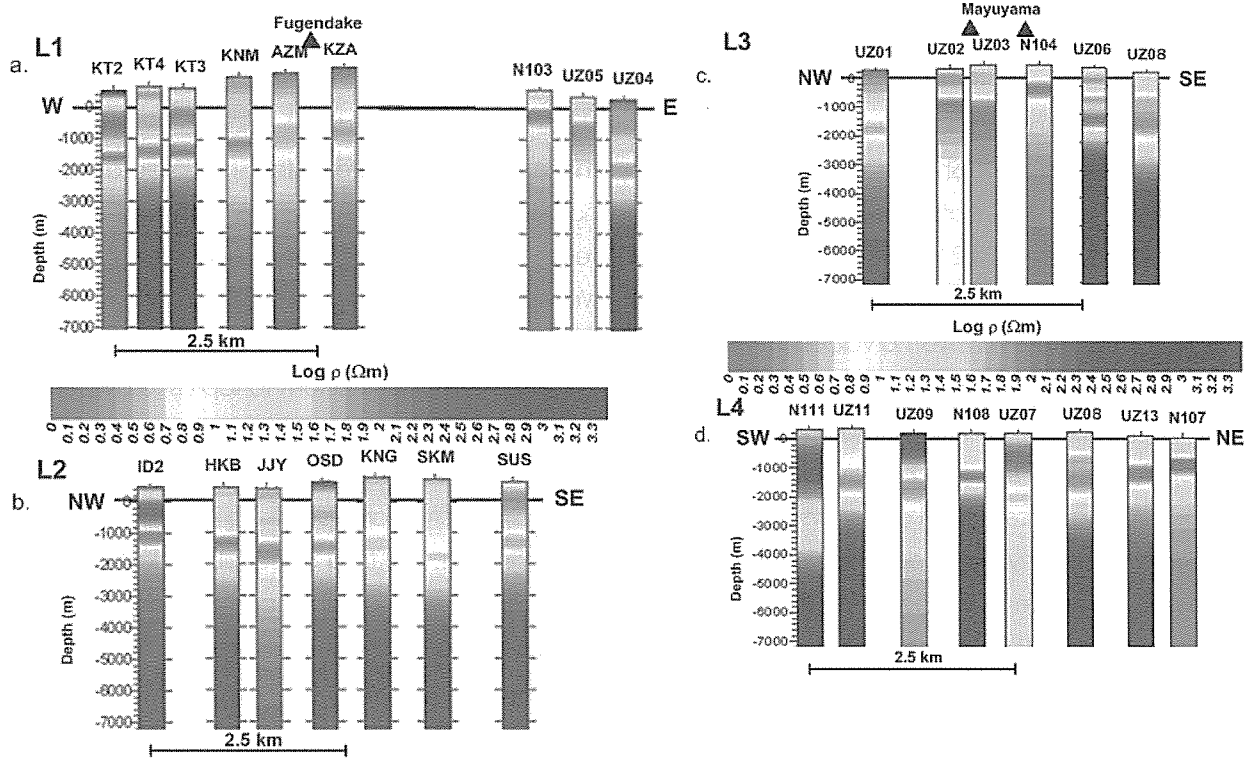 a.
L1
Fugendake
KT2 KT4 KT3 KNM AZM KZA N103 UZ05 UZ04
W E
0
-1000
-2000
-3000
-4000
-5000
-6000
-7000
Depth (m)
2.5 km
Log ρ (Ωm)
0 0.1 0.2 0.3 0.4 0.5 0.6 0.7 0.8 0.9 1 1.1 1.2 1.3 1.4 1.5 1.6 1.7 1.8 1.9 2 2.1 2.2 2.3 2.4 2.5 2.6 2.7 2.8 2.9 3 3.1 3.2 3.3
b.
L2
ID2 HKB JJY OSD KNG SKM SUS
NW SE
0
-1000
-2000
-3000
-4000
-5000
-6000
-7000
Depth (m)
2.5 km
c.
L3
Mayuyama
UZ01 UZ02 UZ03 N104 UZ06 UZ08
NW SE
0
-1000
-2000
-3000
-4000
-5000
-6000
-7000
Depth (m)
2.5 km
Log ρ (Ωm)
0 0.1 0.2 0.3 0.4 0.5 0.6 0.7 0.8 0.9 1 1.1 1.2 1.3 1.4 1.5 1.6 1.7 1.8 1.9 2 2.1 2.2 2.3 2.4 2.5 2.6 2.7 2.8 2.9 3 3.1 3.2 3.3
d.
L4
N111 UZ11 UZ09 N108 UZ07 UZ08 UZ13 N107
SW NE
0
-1000
-2000
-3000
-4000
-5000
-6000
-7000
Depth (m)
2.5 km